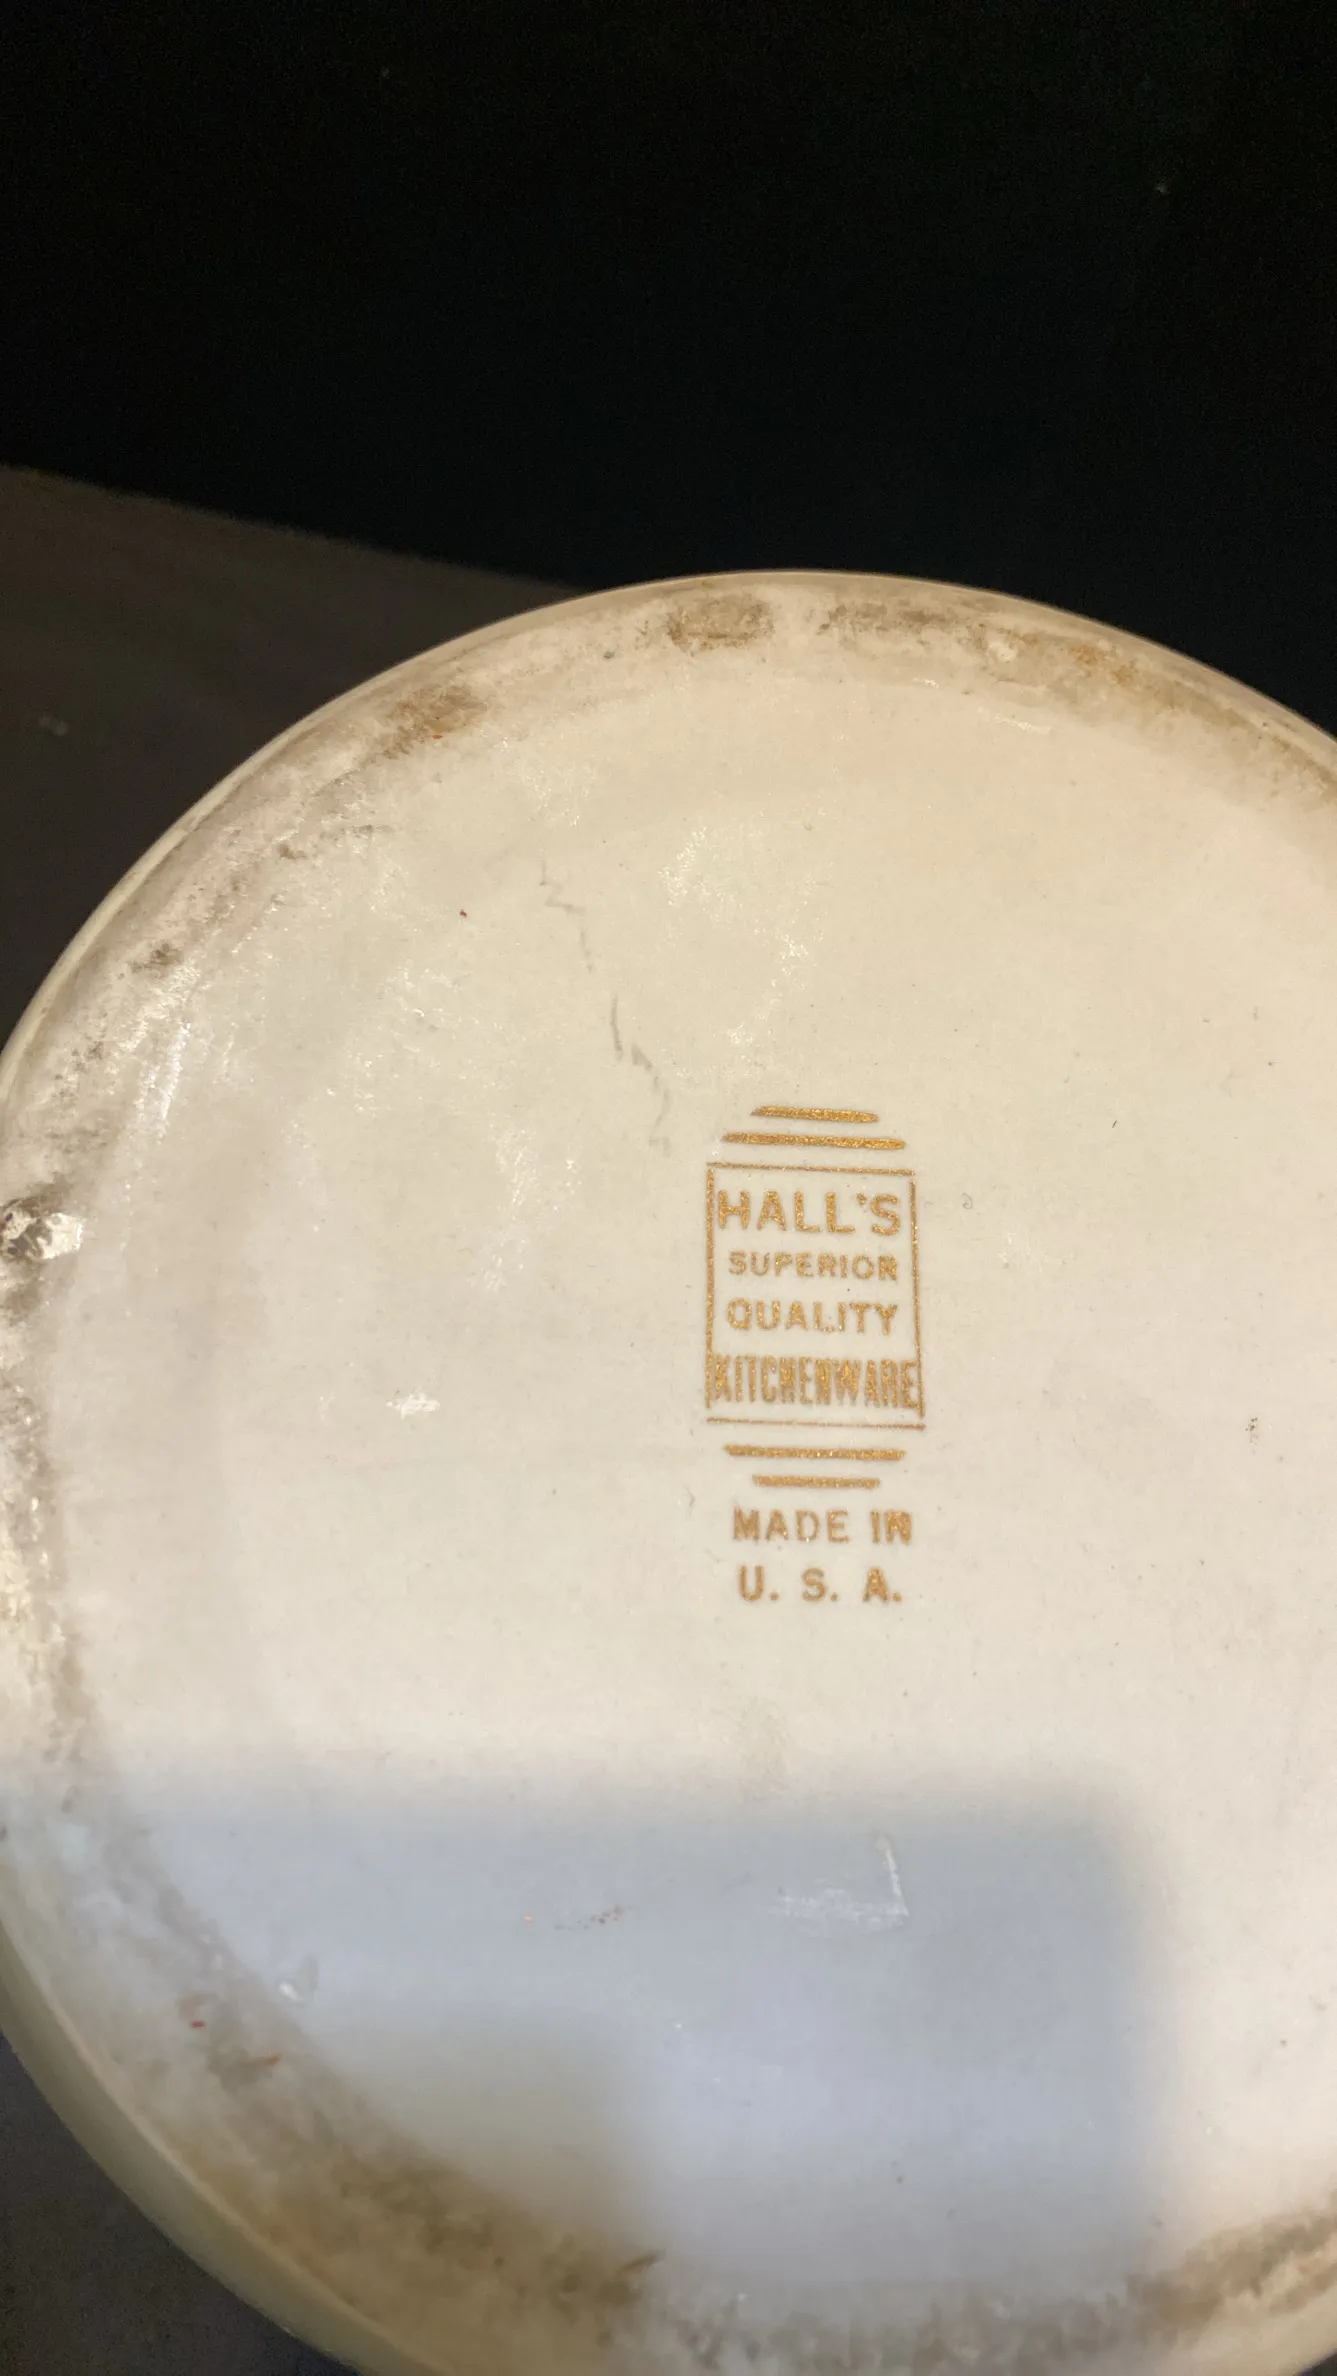 HALL'S
SUPERIOR
QUALITY
KITCHENWARE
MADE IN
U. S. A.